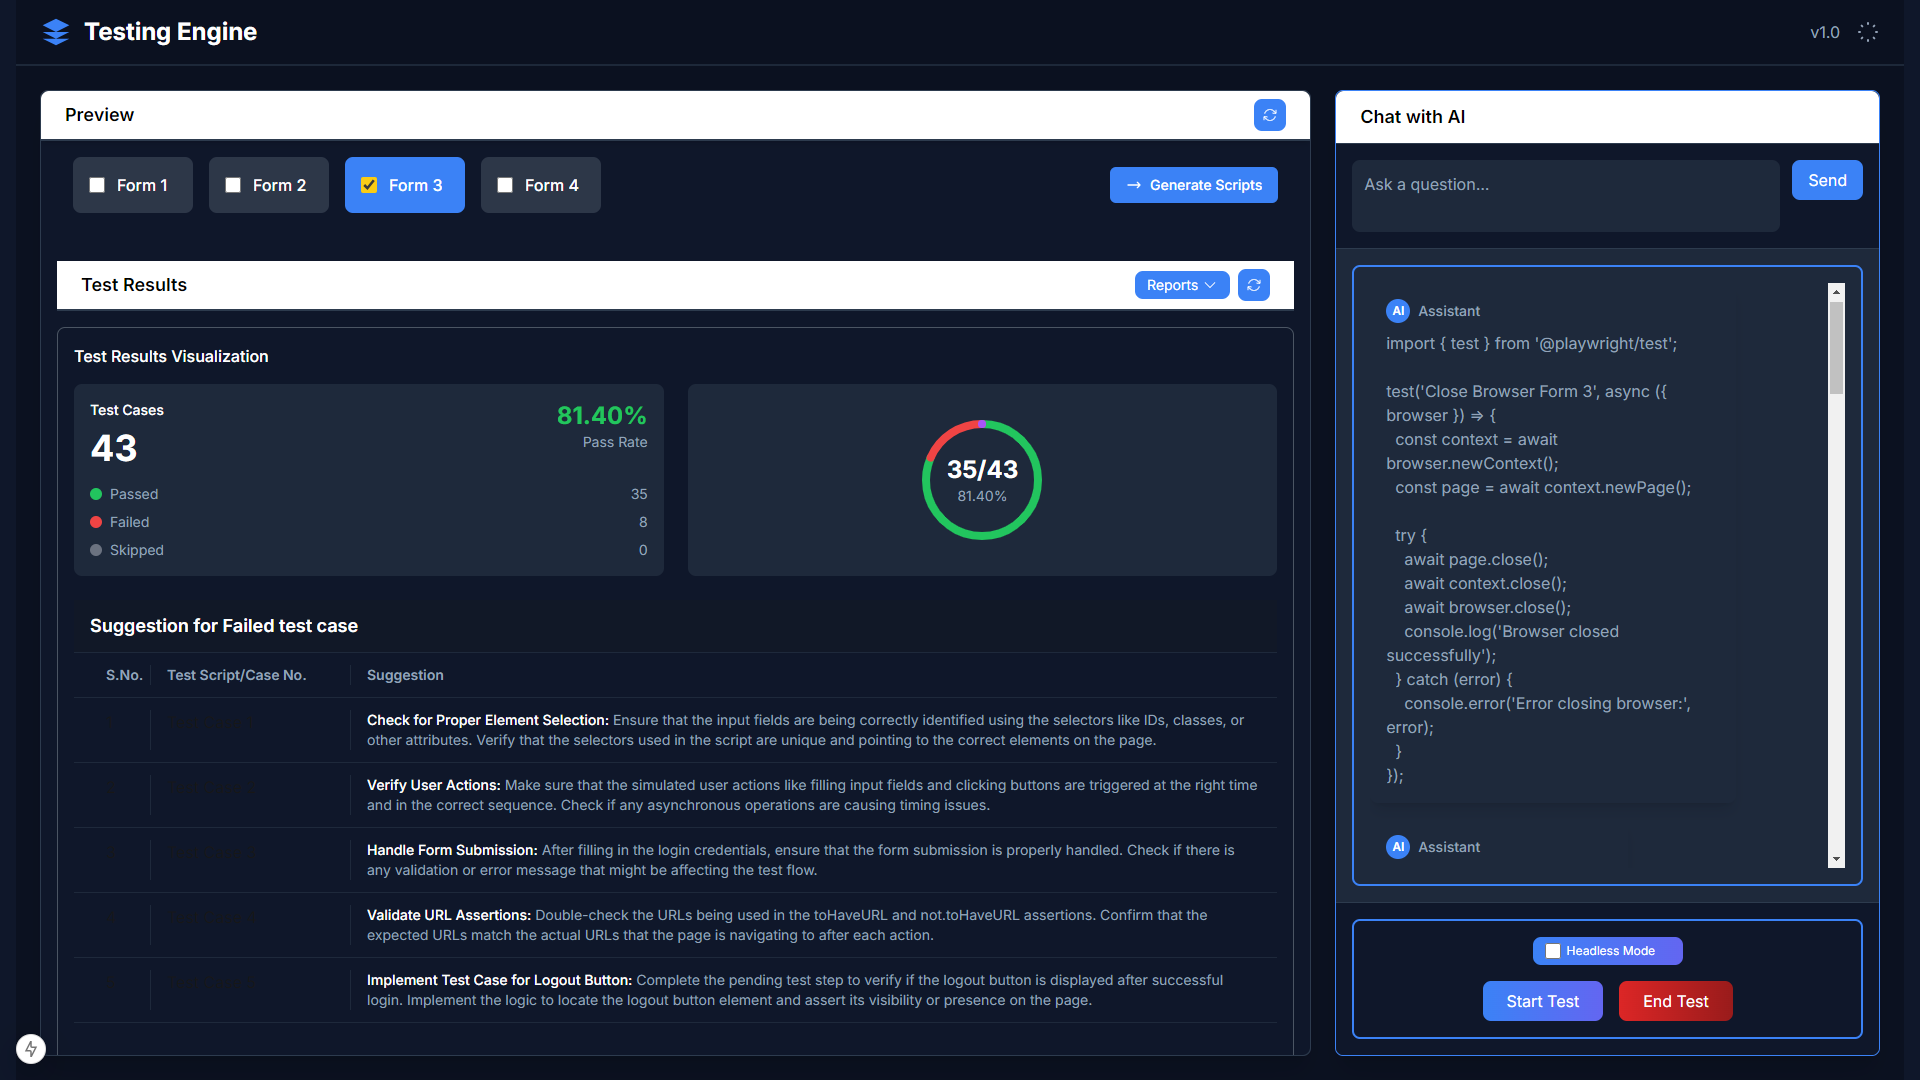 Testing Engine
v1.0
Preview
Form 1
Form 2
Form 3
Form 4
→ Generate Scripts
Test Results
Reports
Test Results Visualization
Test Cases
43
81.40%
Pass Rate
Passed 35
Failed 8
Skipped 0
35/43
81.40%
Suggestion for Failed test case
S.No. Test Script/Case No. Suggestion
Check for Proper Element Selection: Ensure that the input fields are being correctly identified using the selectors like IDs, classes, or
other attributes. Verify that the selectors used in the script are unique and pointing to the correct elements on the page.
Verify User Actions: Make sure that the simulated user actions like filling input fields and clicking buttons are triggered at the right time
and in the correct sequence. Check if any asynchronous operations are causing timing issues.
Handle Form Submission: After filling in the login credentials, ensure that the form submission is properly handled. Check if there is
any validation or error message that might be affecting the test flow.
Validate URL Assertions: Double-check the URLs being used in the toHaveURL and not.toHaveURL assertions. Confirm that the
expected URLs match the actual URLs that the page is navigating to after each action.
Implement Test Case for Logout Button: Complete the pending test step to verify if the logout button is displayed after successful
login. Implement the logic to locate the logout button element and assert its visibility or presence on the page.
Chat with AI
Ask a question...
Send
AI Assistant
import { test } from '@playwright/test';
test('Close Browser Form 3', async ({
browser }) => {
const context = await
browser.newContext();
const page = await context.newPage();
try {
await page.close();
await context.close();
await browser.close();
console.log('Browser closed
successfully');
} catch (error) {
console.error('Error closing browser:',
error);
}
});
AI Assistant
Headless Mode
Start Test
End Test